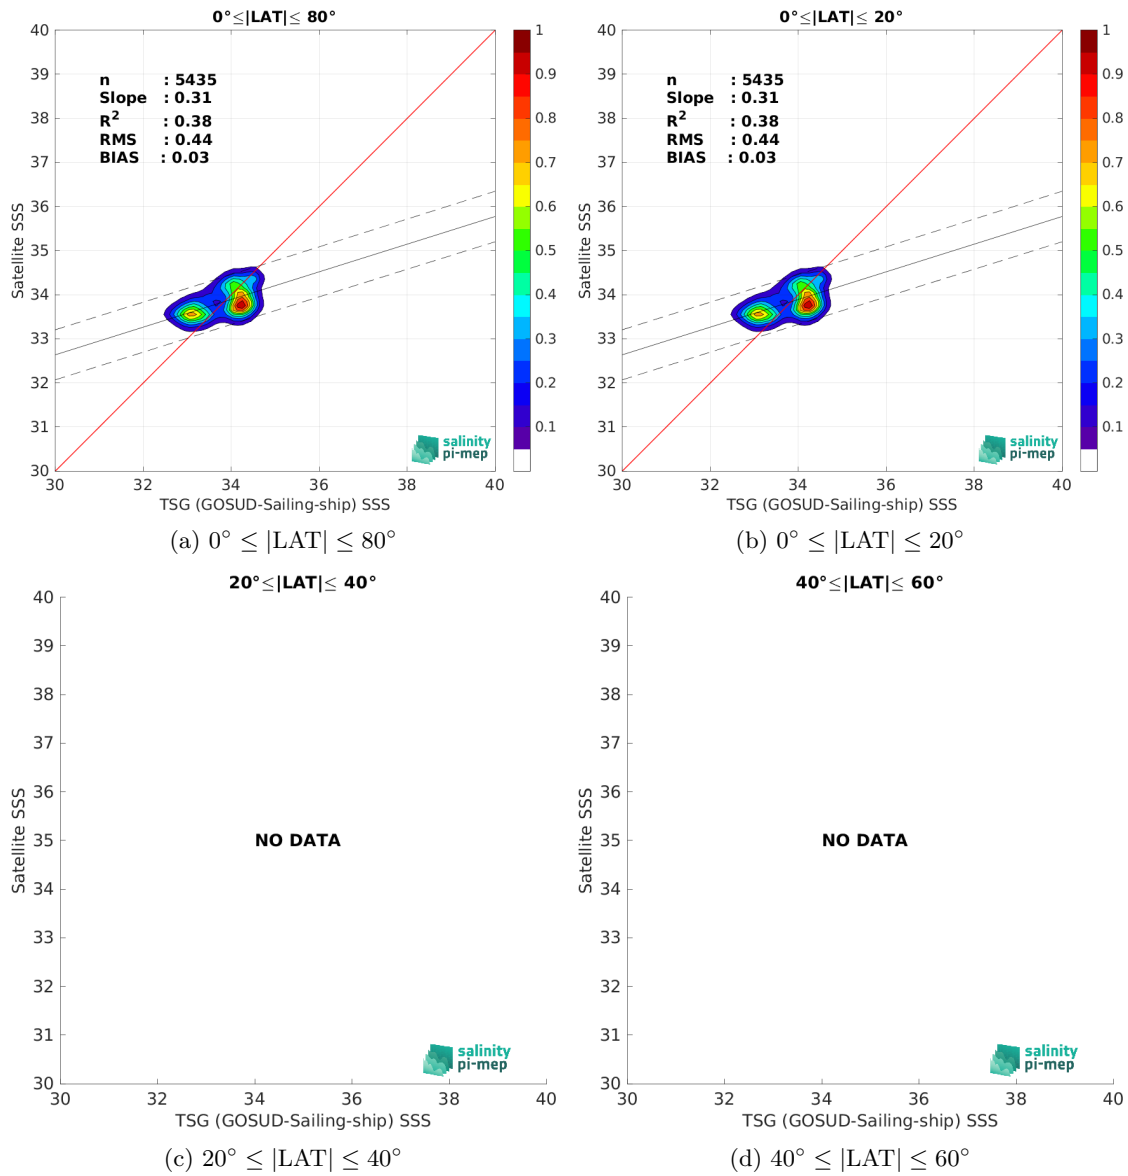 0°≤|LAT|≤ 80°
40
39
38
37
36
35
34
33
32
31
30
Satellite SSS
n : 5435
Slope : 0.31
R² : 0.38
RMS : 0.44
BIAS : 0.03
1
0.9
0.8
0.7
0.6
0.5
0.4
0.3
0.2
0.1
salinity
pi-mep
30 32 34 36 38 40
TSG (GOSUD-Sailing-ship) SSS
(a) 0° ≤ |LAT| ≤ 80°
0°≤|LAT|≤ 20°
40
39
38
37
36
35
34
33
32
31
30
Satellite SSS
n : 5435
Slope : 0.31
R² : 0.38
RMS : 0.44
BIAS : 0.03
1
0.9
0.8
0.7
0.6
0.5
0.4
0.3
0.2
0.1
salinity
pi-mep
30 32 34 36 38 40
TSG (GOSUD-Sailing-ship) SSS
(b) 0° ≤ |LAT| ≤ 20°
20°≤|LAT|≤ 40°
40
39
38
37
36
35
34
33
32
31
30
Satellite SSS
NO DATA
salinity
pi-mep
30 32 34 36 38 40
TSG (GOSUD-Sailing-ship) SSS
(c) 20° ≤ |LAT| ≤ 40°
40°≤|LAT|≤ 60°
40
39
38
37
36
35
34
33
32
31
30
Satellite SSS
NO DATA
salinity
pi-mep
30 32 34 36 38 40
TSG (GOSUD-Sailing-ship) SSS
(d) 40° ≤ |LAT| ≤ 60°